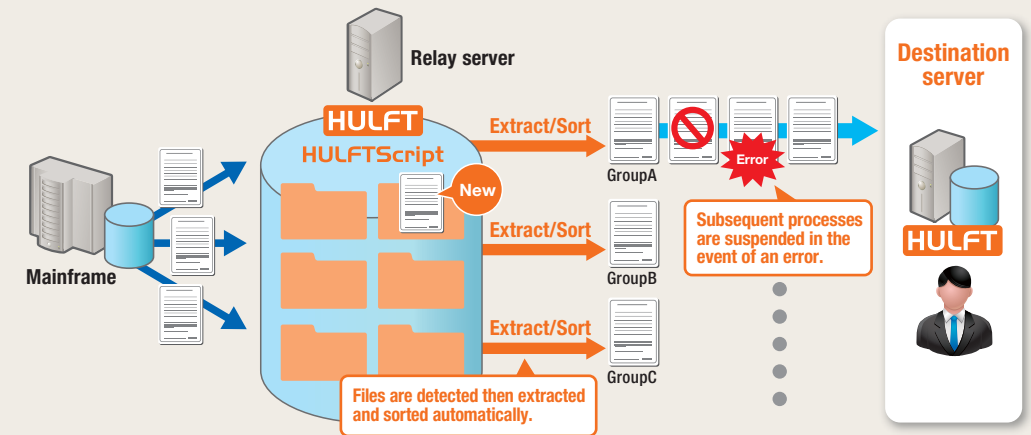 Relay server
HULFT
HULFTScript
New
Mainframe
Extract/Sort
GroupA
Error
Subsequent processes
are suspended in the
event of an error.
Extract/Sort
GroupB
Extract/Sort
GroupC
Files are detected then extracted
and sorted automatically.
Destination
server
HULFT